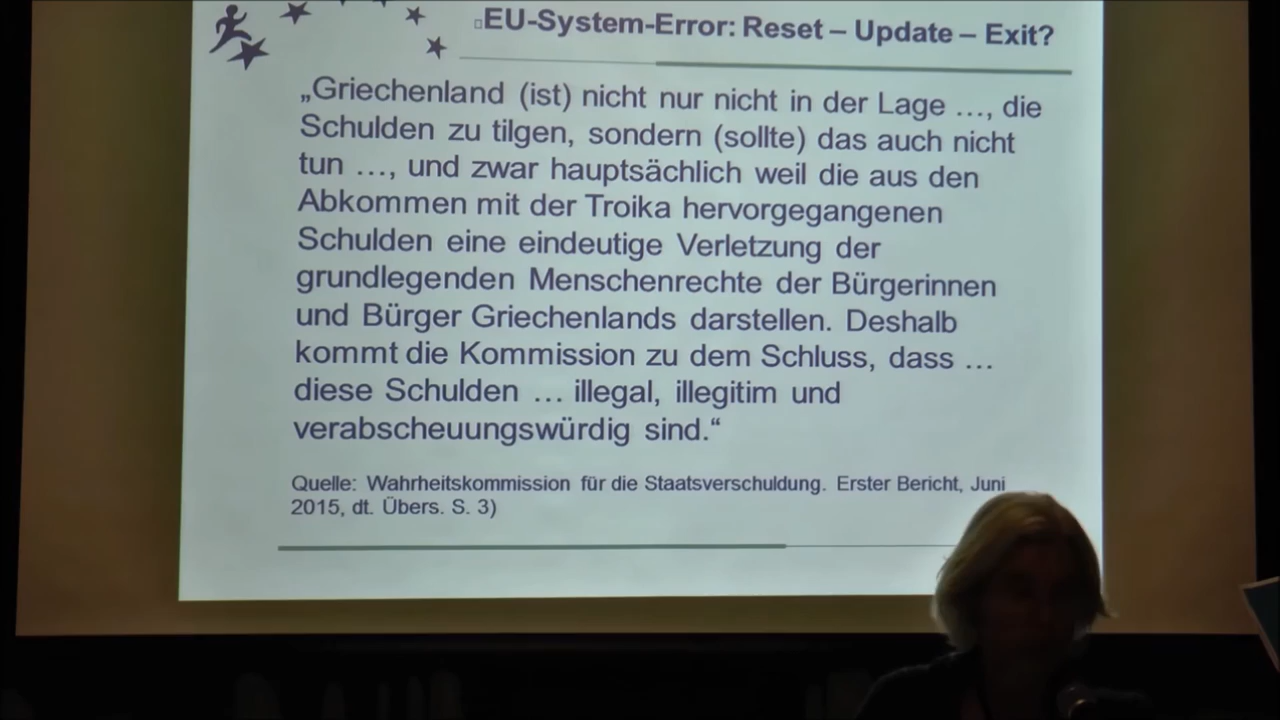 EU-System-Error: Reset – Update – Exit?
„Griechenland (ist) nicht nur nicht in der Lage …, die
Schulden zu tilgen, sondern (sollte) das auch nicht
tun …, und zwar hauptsächlich weil die aus den
Abkommen mit der Troika hervorgegangenen
Schulden eine eindeutige Verletzung der
grundlegenden Menschenrechte der Bürgerinnen
und Bürger Griechenlands darstellen. Deshalb
kommt die Kommission zu dem Schluss, dass …
diese Schulden … illegal, illegitim und
verabscheuungswürdig sind.“
Quelle: Wahrheitskommission für die Staatsverschuldung. Erster Bericht, Juni
2015, dt. Übers. S. 3)